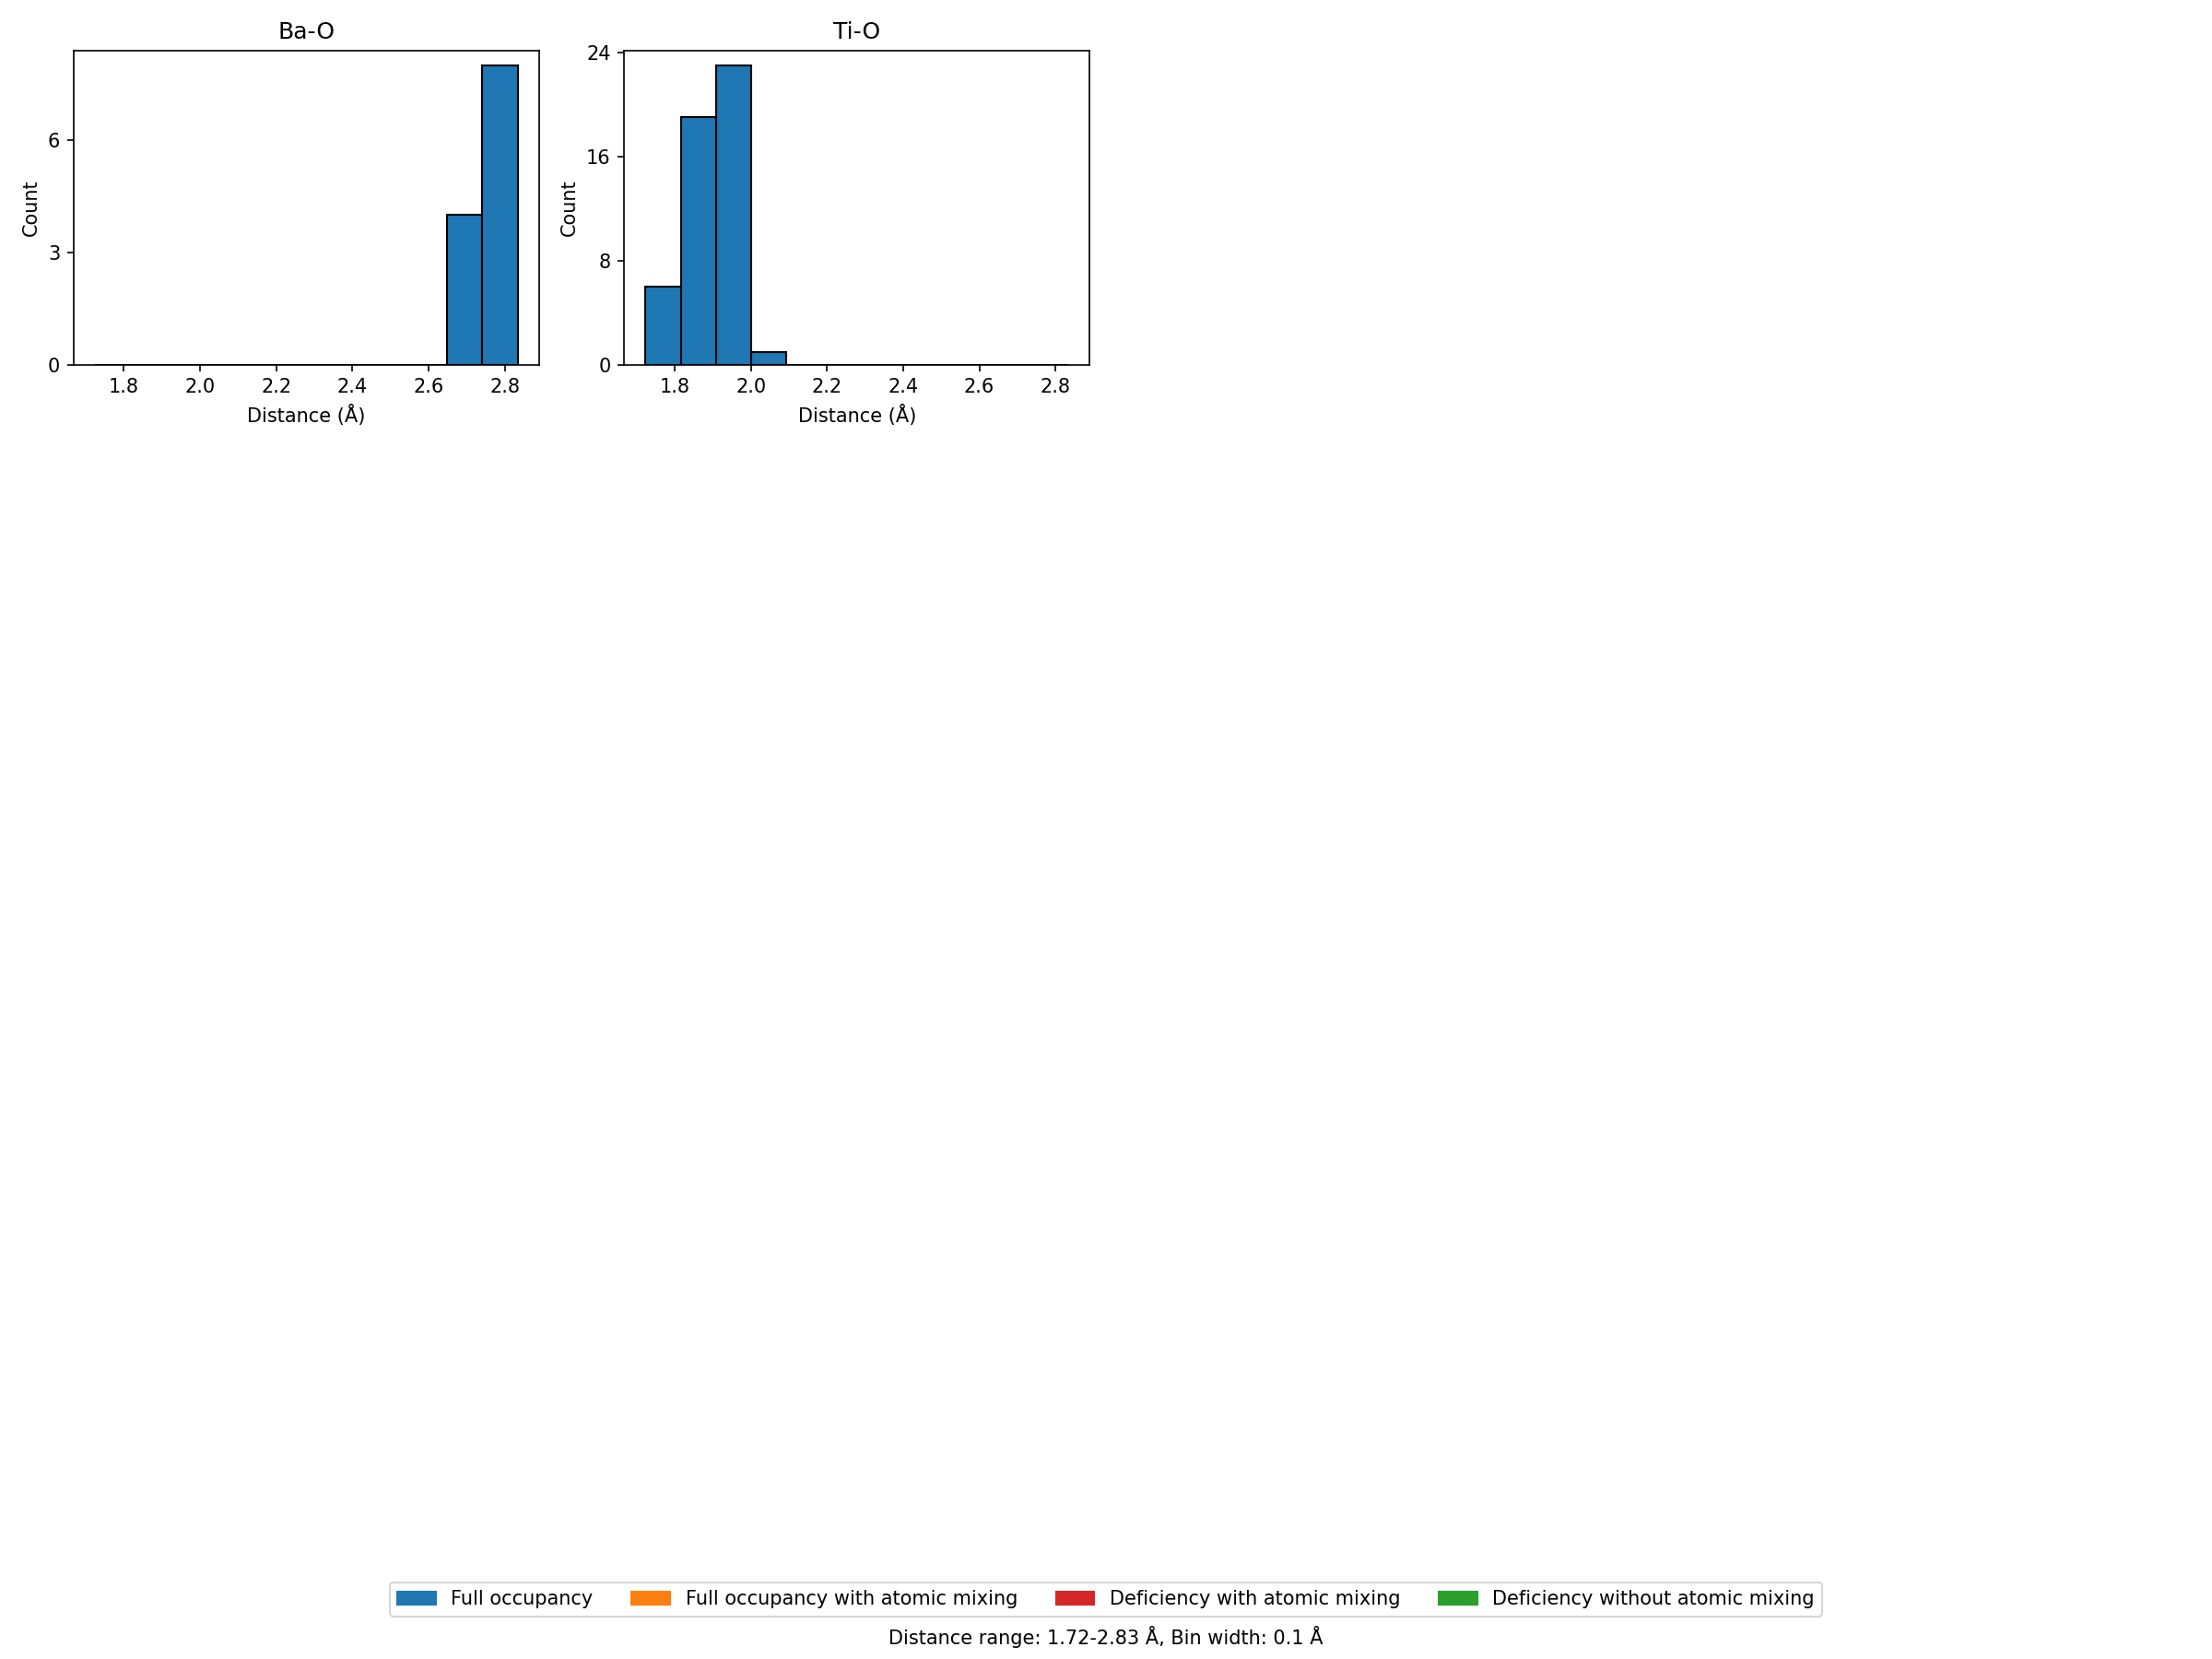 Ba-O
Count
6
3
0
1.8 2.0 2.2 2.4 2.6 2.8
Distance (Å)
Ti-O
Count
24
16
8
0
1.8 2.0 2.2 2.4 2.6 2.8
Distance (Å)
Full occupancy Full occupancy with atomic mixing Deficiency with atomic mixing Deficiency without atomic mixing
Distance range: 1.72-2.83 Å, Bin width: 0.1 Å